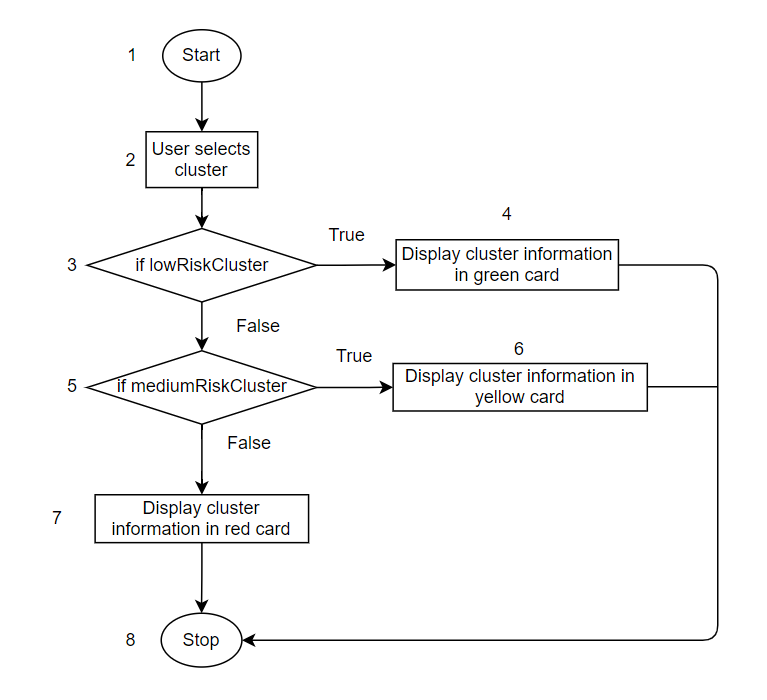 1
Start
2
User selects
cluster
4
True
3
if lowRiskCluster
Display cluster information
in green card
False
6
True
5
if mediumRiskCluster
Display cluster information in
yellow card
False
7
Display cluster
information in red card
8
Stop